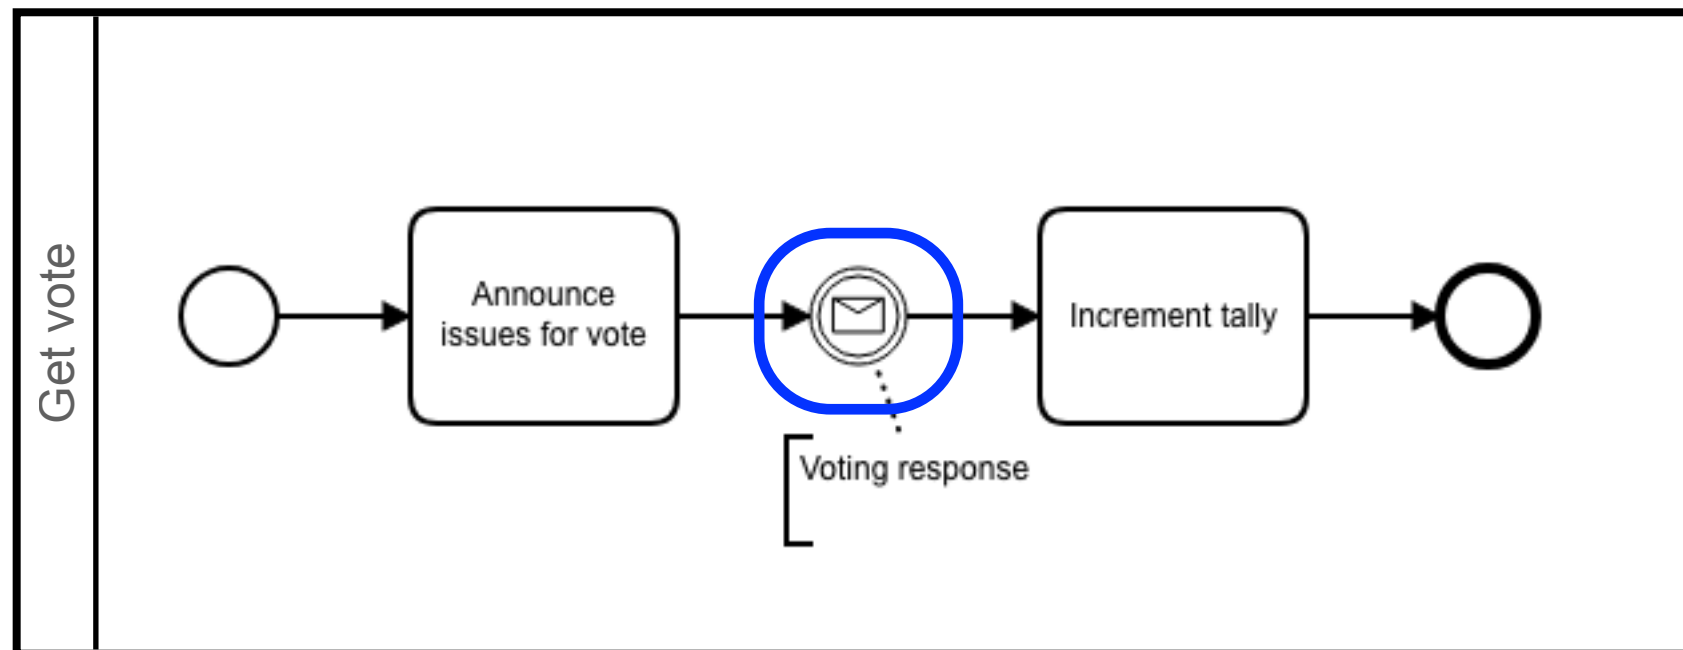 Get vote
Announce
issues for vote
Increment tally
Voting response